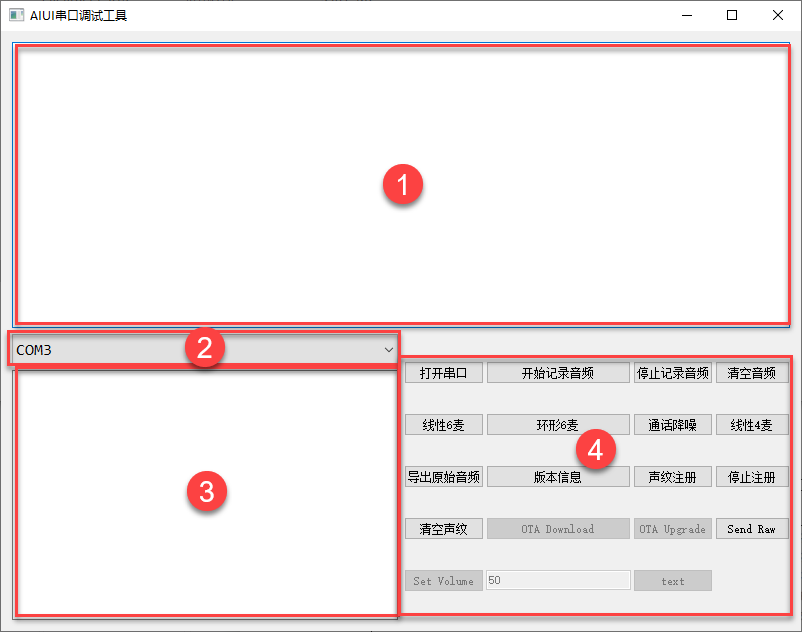 AIUI串口调试工具
1
COM3
2
3
打开串口 开始记录音频 停止记录音频 清空音频
线性6麦 环形6麦 通话降噪 线性4麦
4
导出原始音频 版本信息 声纹注册 停止注册
清空声纹 OTA Download OTA Upgrade Send Raw
Set Volume 50 text